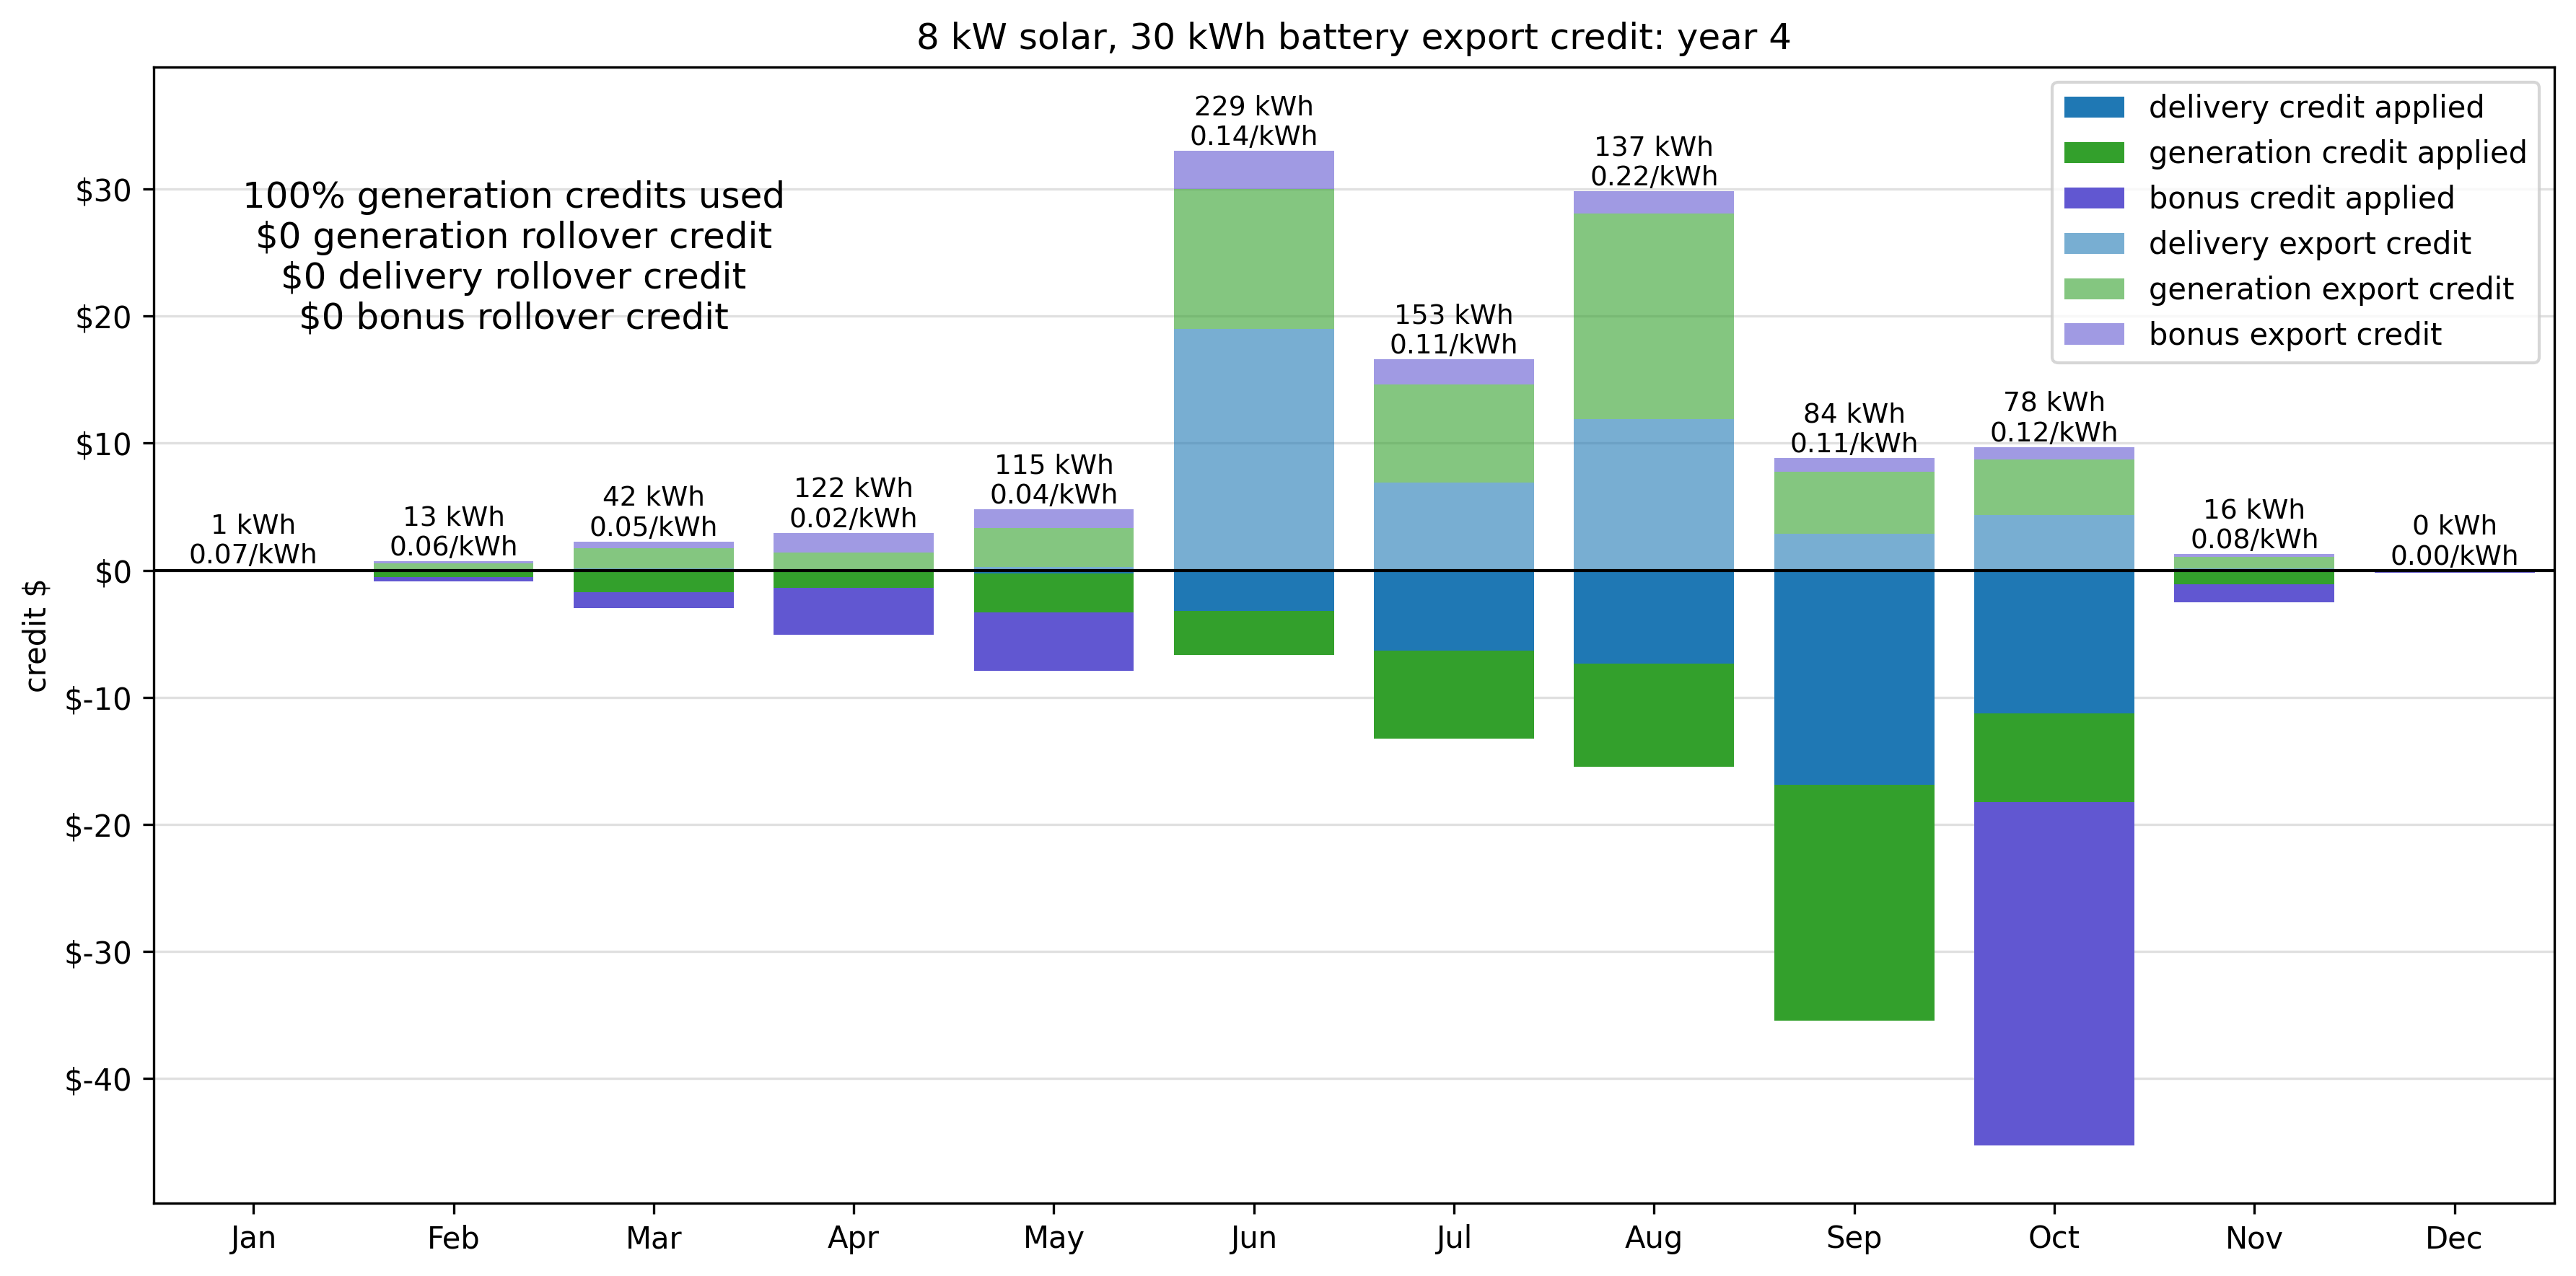 8 kW solar, 30 kWh battery export credit: year 4
delivery credit applied
generation credit applied
bonus credit applied
delivery export credit
generation export credit
bonus export credit
100% generation credits used
$0 generation rollover credit
$0 delivery rollover credit
$0 bonus rollover credit
credit $
$30
$20
$10
$0
$-10
$-20
$-30
$-40
1 kWh
0.07/kWh
13 kWh
0.06/kWh
42 kWh
0.05/kWh
122 kWh
0.02/kWh
115 kWh
0.04/kWh
229 kWh
0.14/kWh
153 kWh
0.11/kWh
137 kWh
0.22/kWh
84 kWh
0.11/kWh
78 kWh
0.12/kWh
16 kWh
0.08/kWh
0 kWh
0.00/kWh
Jan
Feb
Mar
Apr
May
Jun
Jul
Aug
Sep
Oct
Nov
Dec